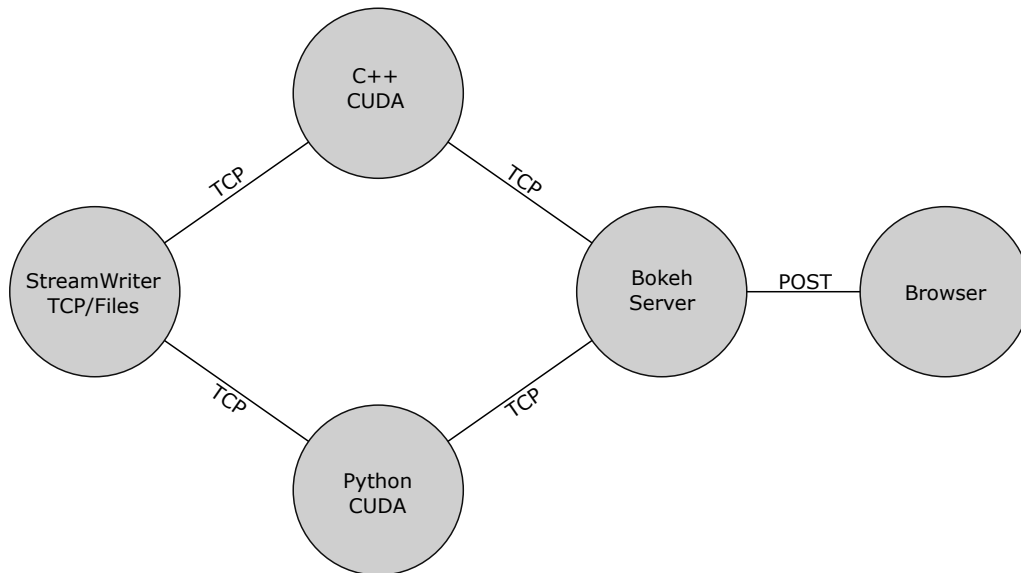 C++
CUDA
TCP
TCP
StreamWriter
TCP/Files
Bokeh
Server
POST
Browser
TCP
TCP
Python
CUDA